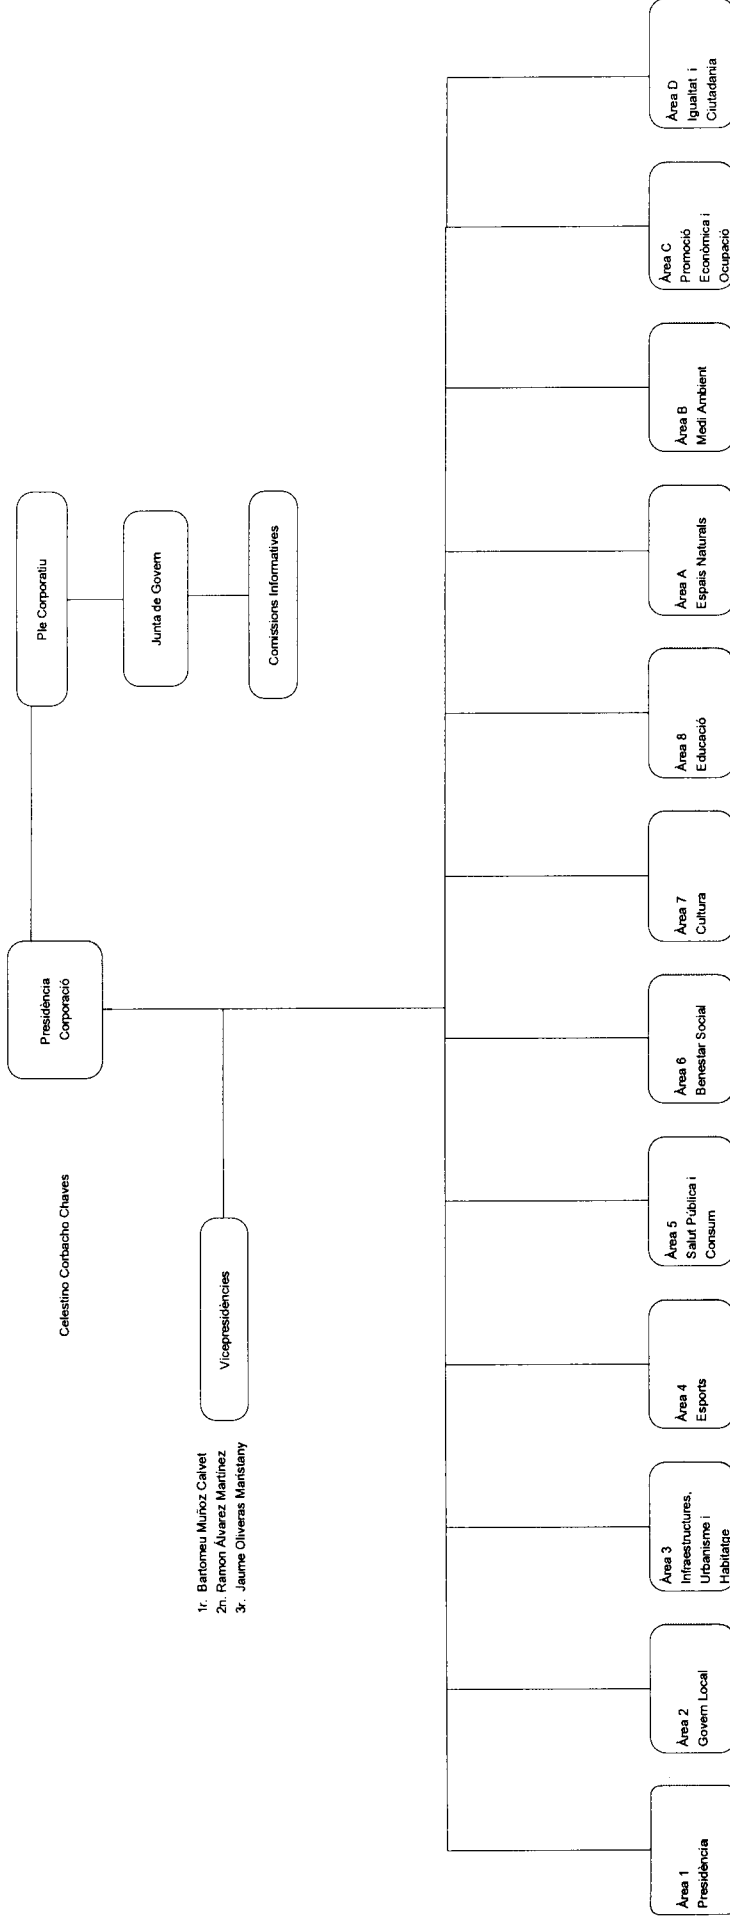 Presidència
Corporació
Celestino Corbacho Chaves
Ple Corporatiu
Junta de Govern
Comissions Informatives
Vicepresidències
1r. Bartomeu Muñoz Calvet
2n. Ramon Álvarez Martínez
3r. Jaume Oliveras Maristany
Àrea 1
Presidència
Àrea 2
Govern Local
Àrea 3
Infraestructures,
Urbanisme i
Habitatge
Àrea 4
Esports
Àrea 5
Salut Pública i
Consum
Àrea 6
Benestar Social
Àrea 7
Cultura
Àrea 8
Educació
Àrea A
Espais Naturals
Àrea B
Medi Ambient
Àrea C
Promoció
Econòmica i
Ocupació
Àrea D
Igualtat i
Ciutadania